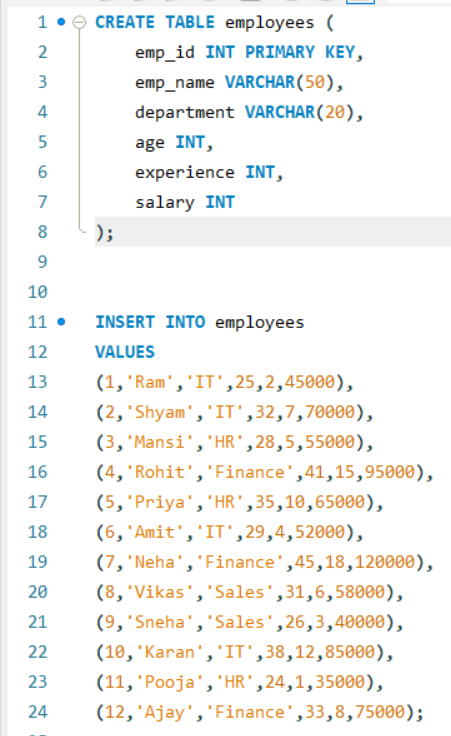 1 CREATE TABLE employees (
2 emp_id INT PRIMARY KEY,
3 emp_name VARCHAR(50),
4 department VARCHAR(20),
5 age INT,
6 experience INT,
7 salary INT
8 );
9
10
11 INSERT INTO employees
12 VALUES
13 (1,'Ram','IT',25,2,45000),
14 (2,'Shyam','IT',32,7,70000),
15 (3,'Mansi','HR',28,5,55000),
16 (4,'Rohit','Finance',41,15,95000),
17 (5,'Priya','HR',35,10,65000),
18 (6,'Amit','IT',29,4,52000),
19 (7,'Neha','Finance',45,18,120000),
20 (8,'Vikas','Sales',31,6,58000),
21 (9,'Sneha','Sales',26,3,40000),
22 (10,'Karan','IT',38,12,85000),
23 (11,'Pooja','HR',24,1,35000),
24 (12,'Ajay','Finance',33,8,75000);